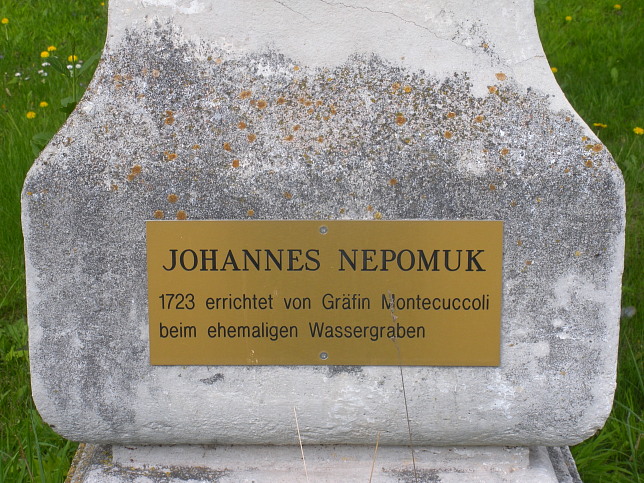 JOHANNES NEPOMUK
1723 errichtet von Gräfin Montecuccoli
beim ehemaligen Wassergraben